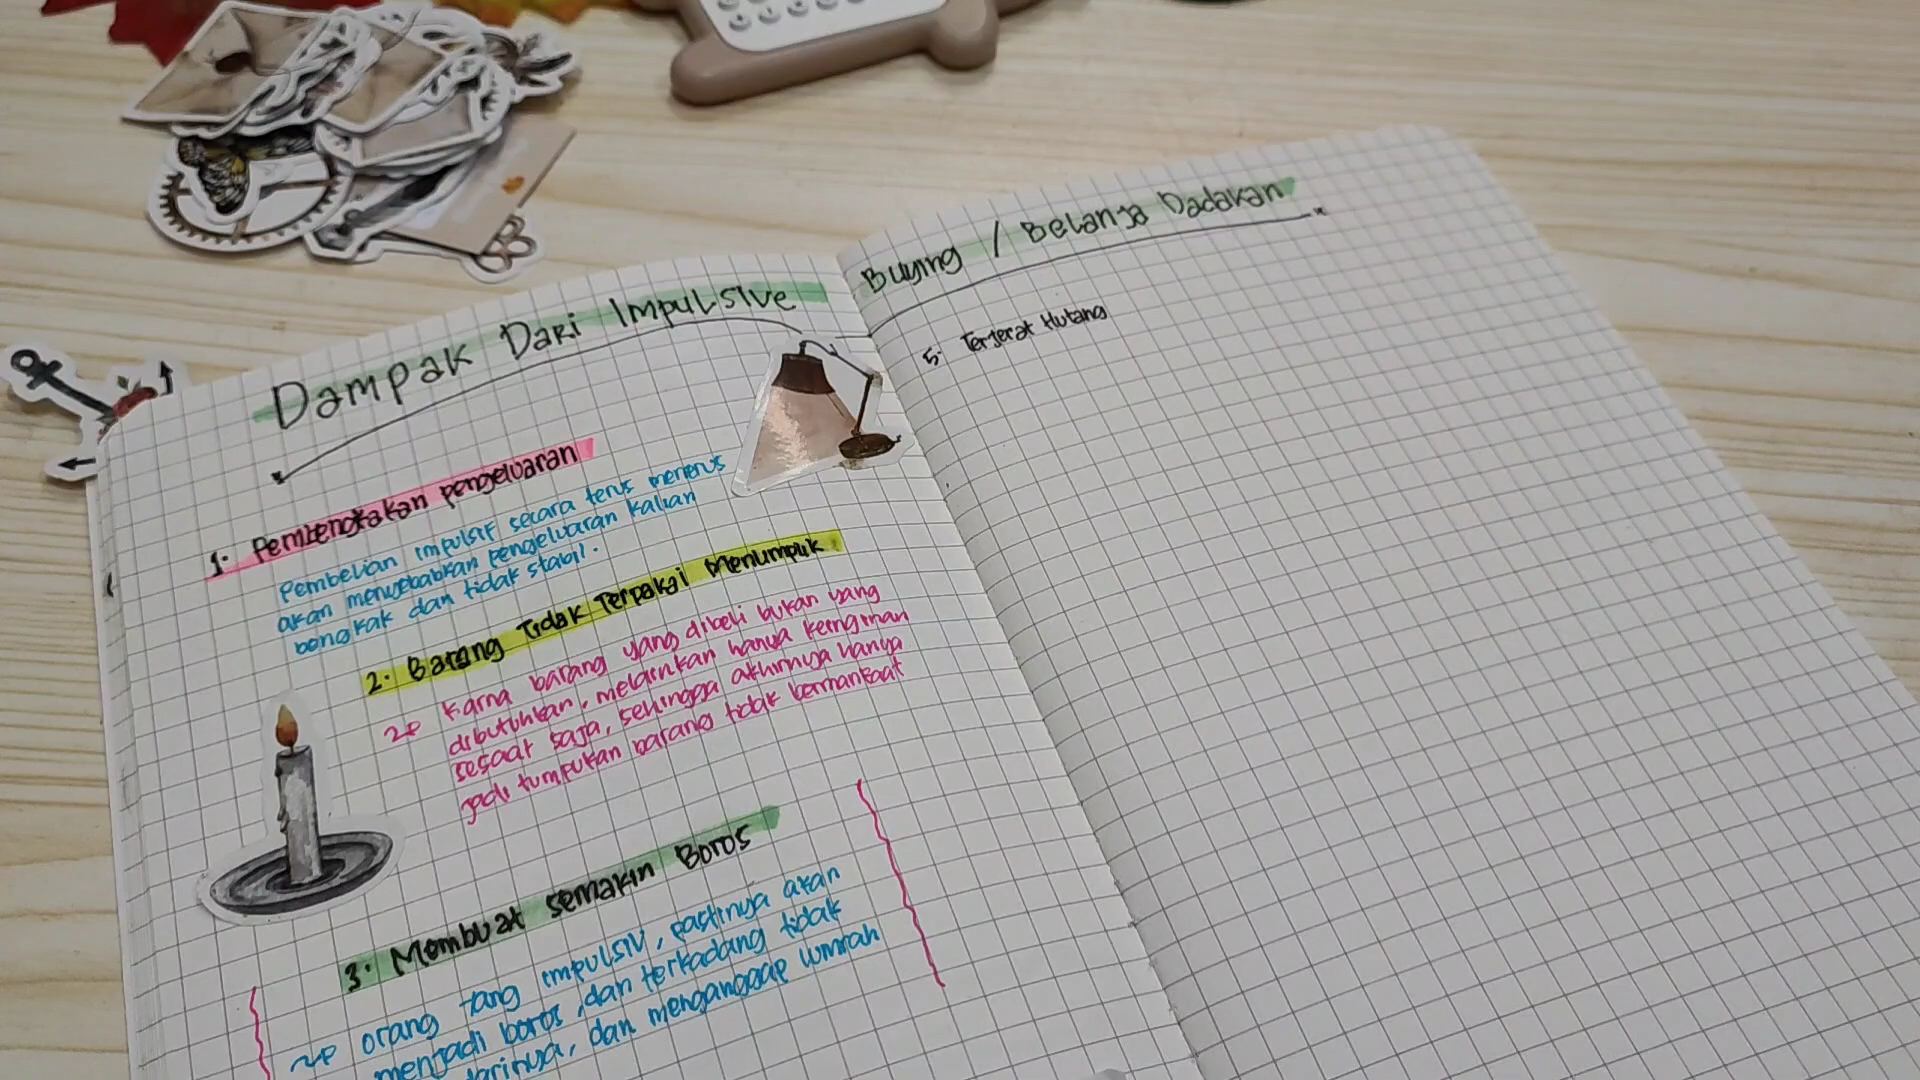 Dampak Dari Impulsive Buying / Belanja Dadakan
1. Pembengkakan pengeluaran
Pembelian impulsif secara terus menerus
akan menyebabkan pengeluaran kalian
bengkak dan tidak stabil.
2. Barang Tidak Terpakai Menumpuk
Karna barang yang dibeli bukan yang
dibutuhkan, melainkan hanya keinginan
sesaat saja, sehingga akhirnya hanya
jadi tumpukan barang tidak bermanfaat
3. Membuat semakin Boros
orang yang impulsiv, pastinya akan
menjadi boros, dan terkadang tidak
dan menganggap lumrah
5. Terjerat Hutang